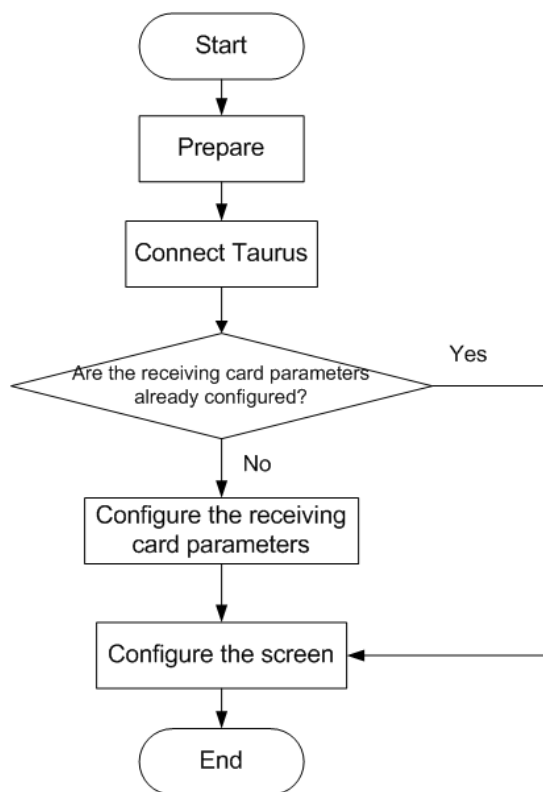 Start
Prepare
Connect Taurus
Yes
Are the receiving card parameters
already configured?
No
Configure the receiving
card parameters
Configure the screen
End